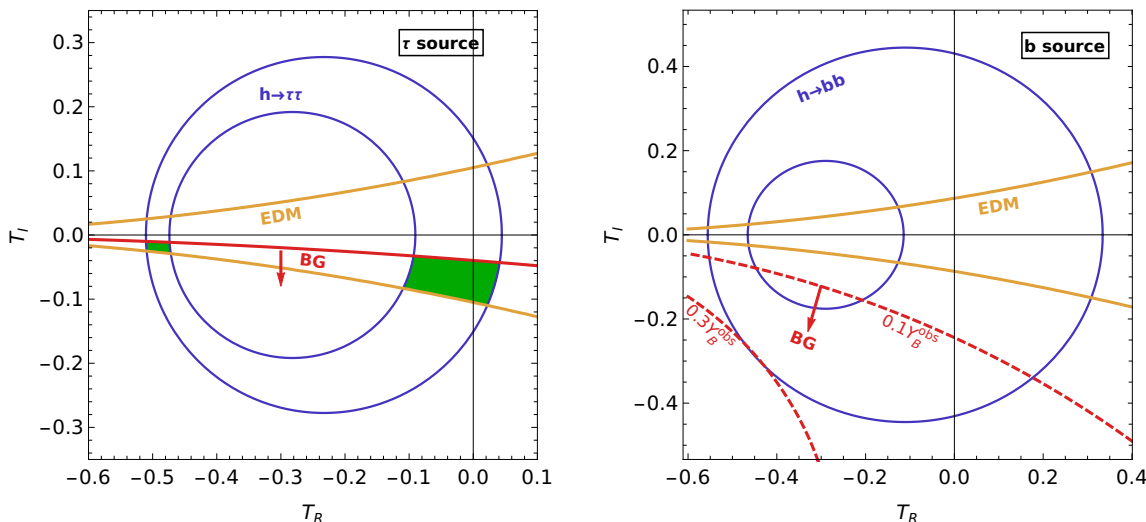 τ source
h→ττ
EDM
BG
0.3
0.2
0.1
0.0
−0.1
−0.2
−0.3
T_I
−0.6 −0.5 −0.4 −0.3 −0.2 −0.1 0.0 0.1
T_R
b source
h→bb
EDM
BG
0.1Y_B^obs
0.3Y_B^obs
0.4
0.2
0.0
−0.2
−0.4
T_I
−0.6 −0.4 −0.2 0.0 0.2 0.4
T_R